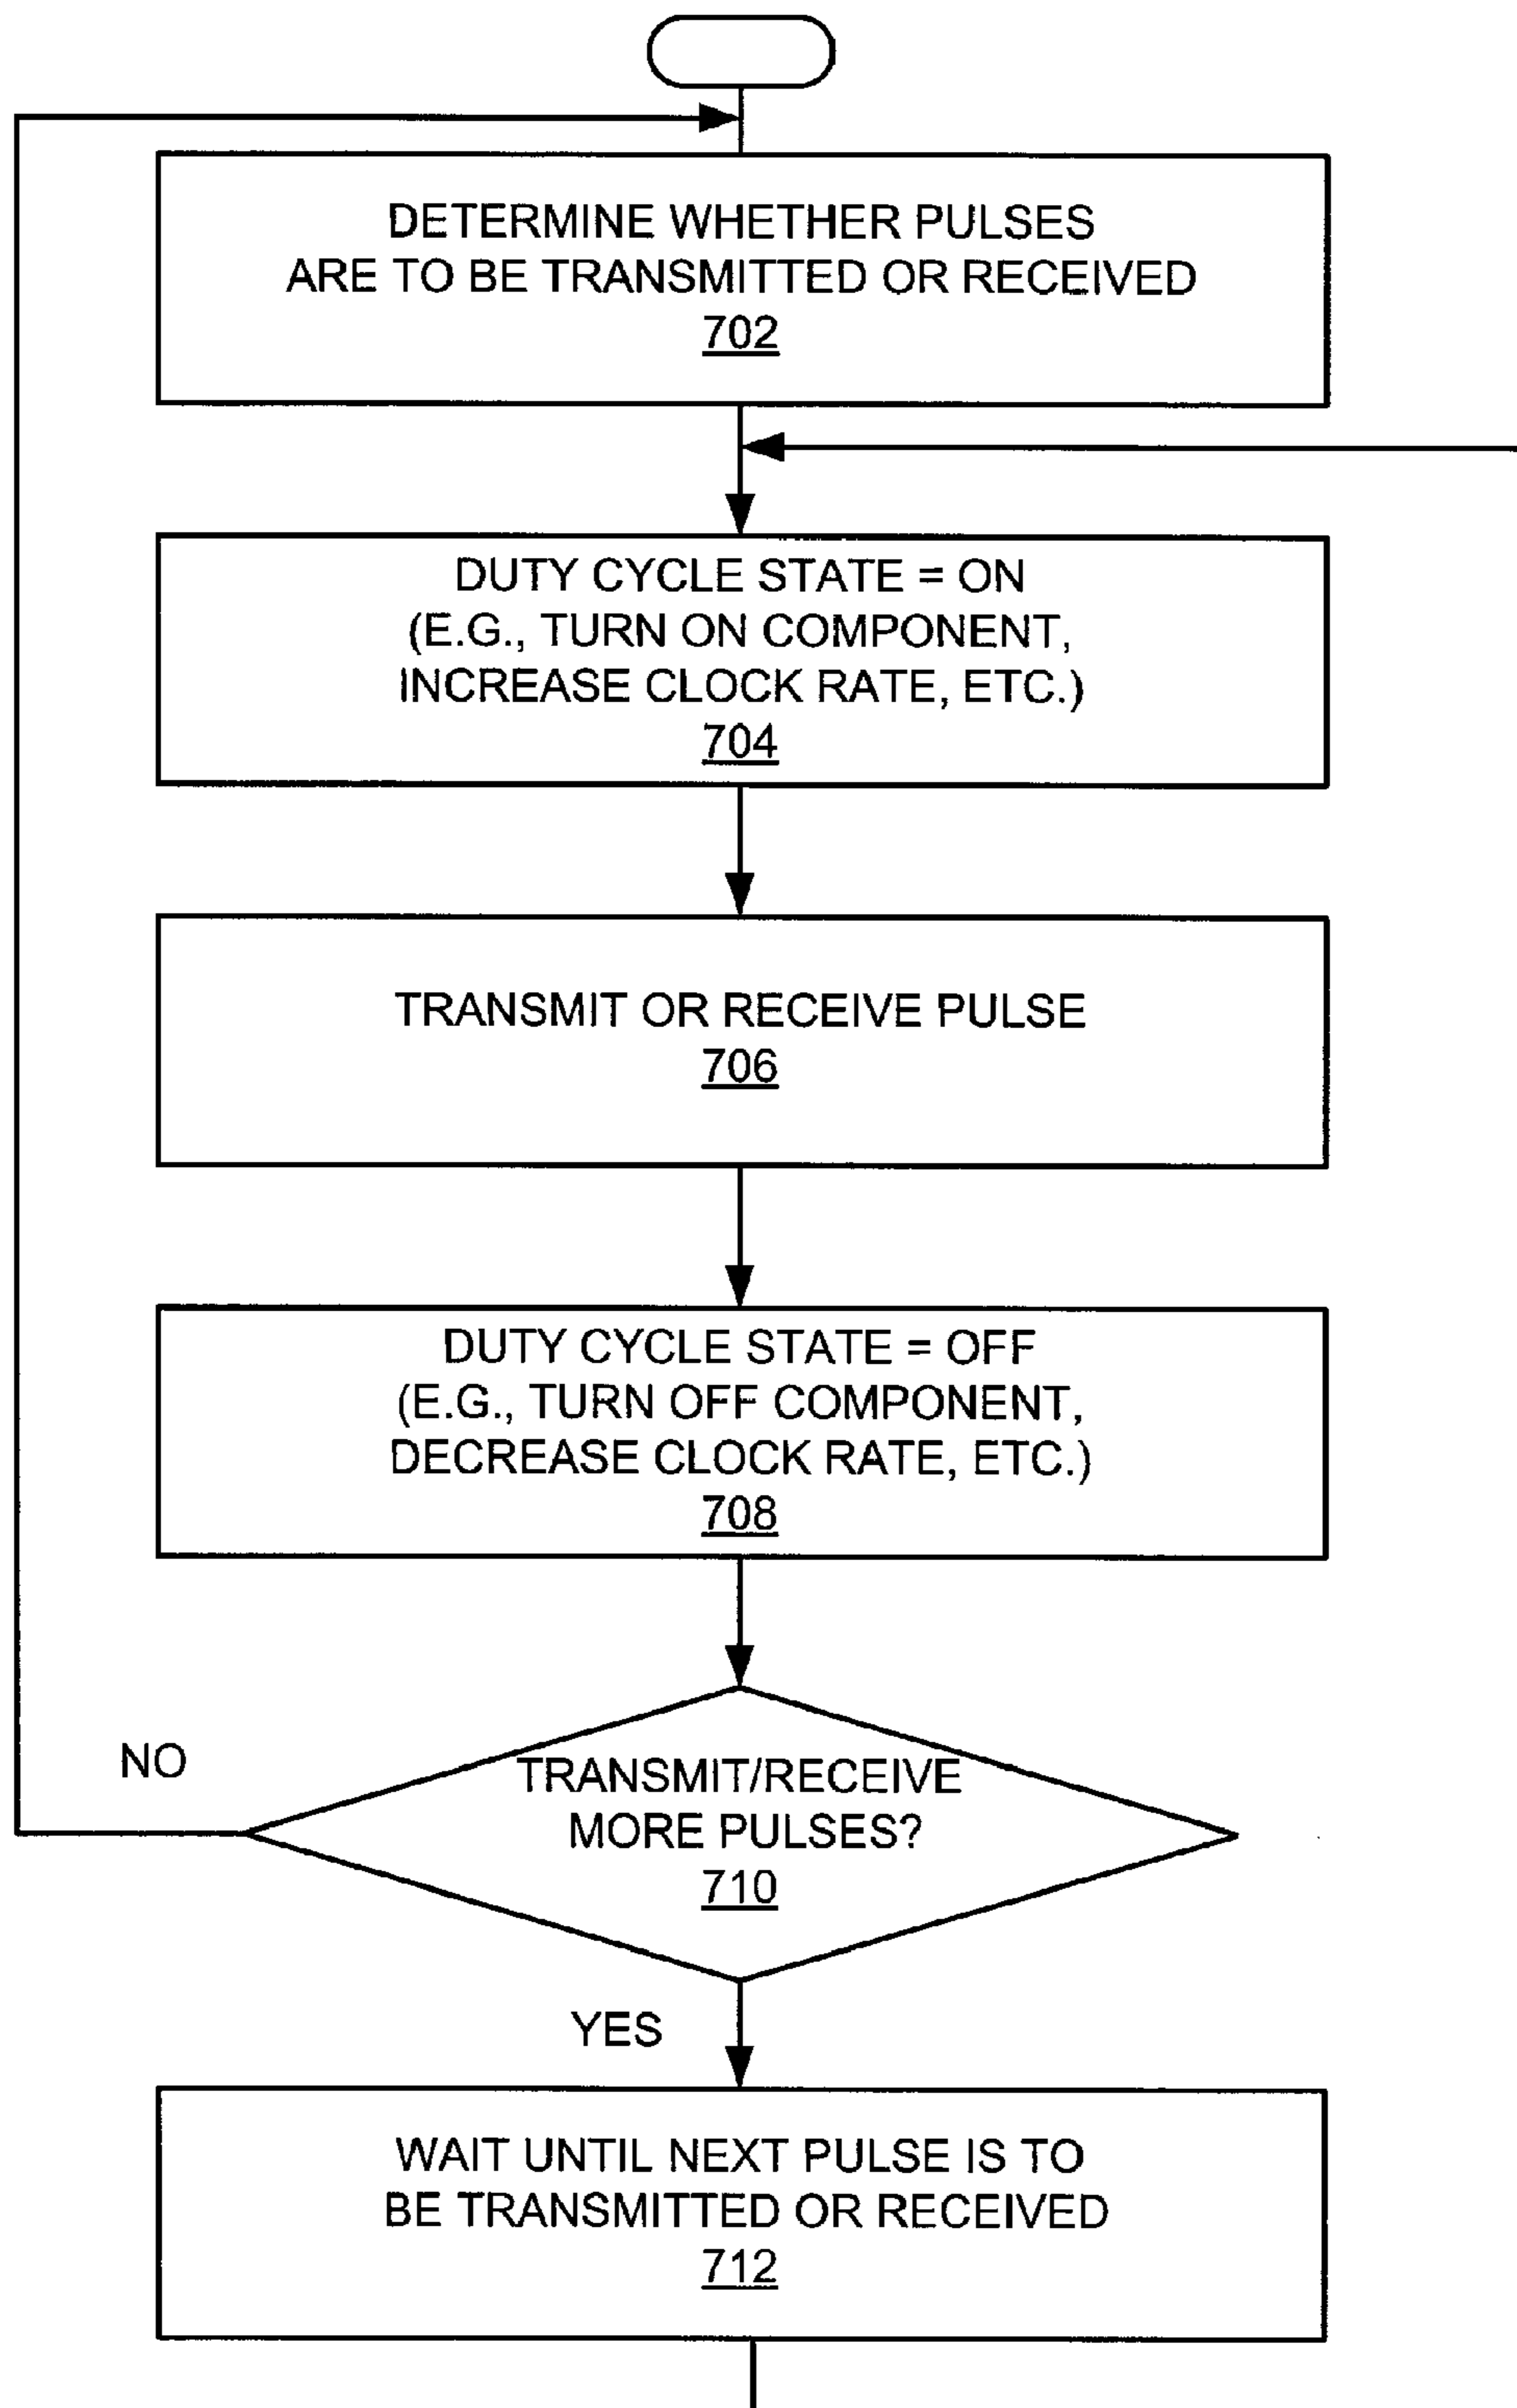 DETERMINE WHETHER PULSES
ARE TO BE TRANSMITTED OR RECEIVED
702
DUTY CYCLE STATE = ON
(E.G., TURN ON COMPONENT,
INCREASE CLOCK RATE, ETC.)
704
TRANSMIT OR RECEIVE PULSE
706
DUTY CYCLE STATE = OFF
(E.G., TURN OFF COMPONENT,
DECREASE CLOCK RATE, ETC.)
708
NO
TRANSMIT/RECEIVE
MORE PULSES?
710
YES
WAIT UNTIL NEXT PULSE IS TO
BE TRANSMITTED OR RECEIVED
712